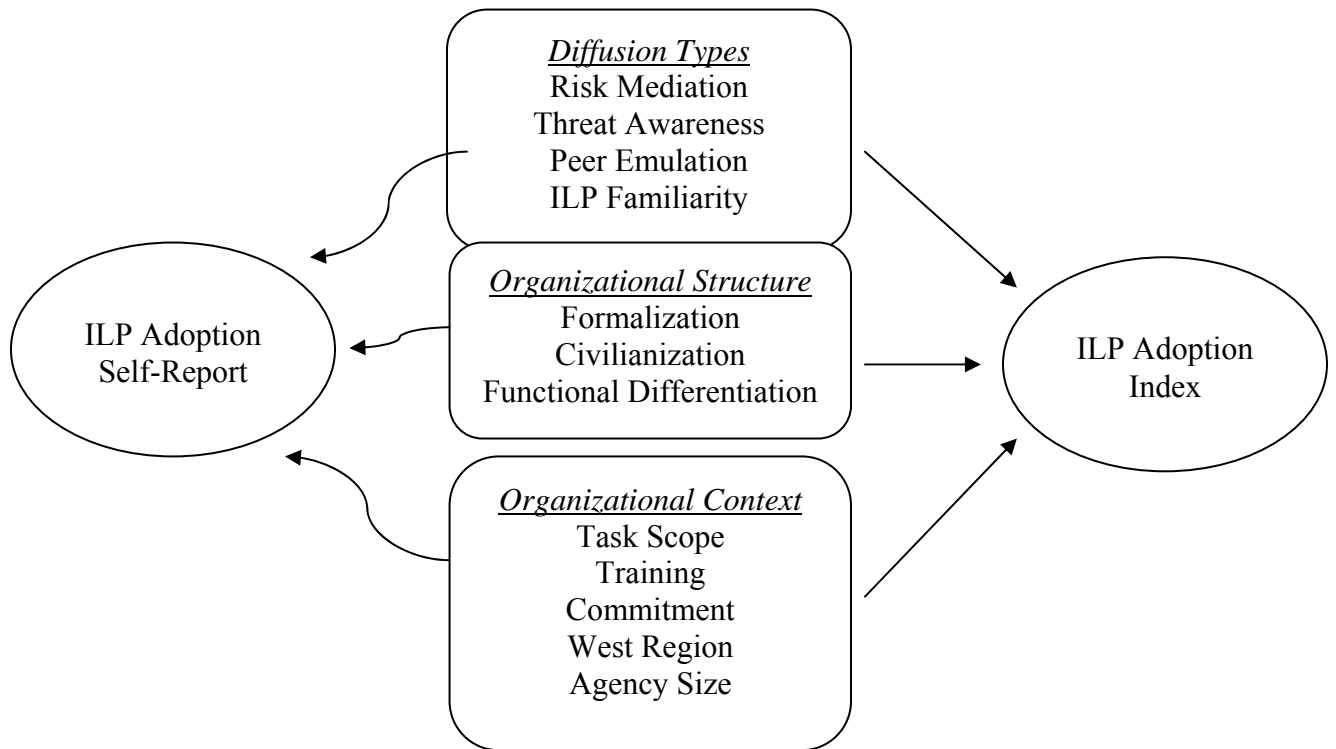 Diffusion Types
Risk Mediation
Threat Awareness
Peer Emulation
ILP Familiarity
Organizational Structure
Formalization
Civilianization
Functional Differentiation
ILP Adoption
Self-Report
ILP Adoption
Index
Organizational Context
Task Scope
Training
Commitment
West Region
Agency Size